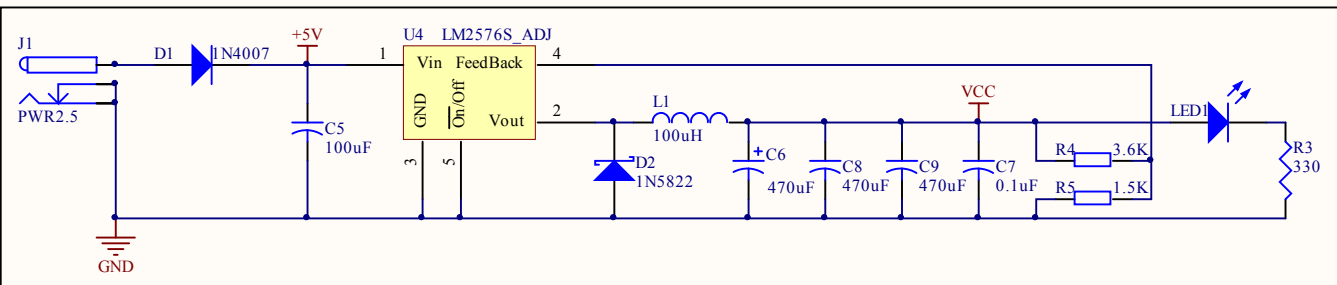 J1
PWR2.5
D1
1N4007
+5V
C5
100uF
U4
LM2576S_ADJ
1
Vin
FeedBack
4
GND
On/Off
Vout
2
3
5
L1
100uH
D2
1N5822
C6
470uF
C8
470uF
C9
470uF
VCC
C7
0.1uF
R4
3.6K
R5
1.5K
LED1
R3
330
GND